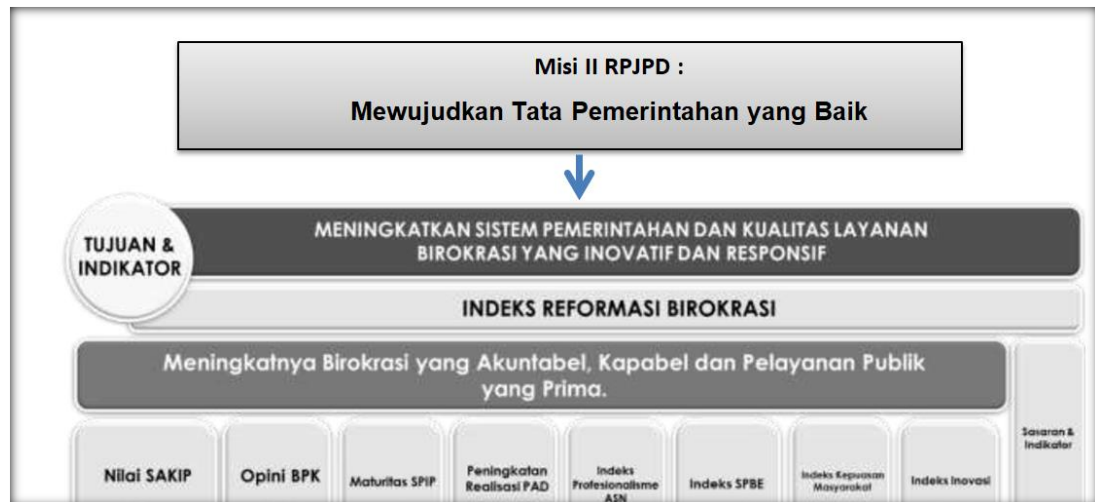 Misi II RPJPD :
Mewujudkan Tata Pemerintahan yang Baik
TUJUAN &
INDIKATOR
MENINGKATKAN SISTEM PEMERINTAHAN DAN KUALITAS LAYANAN
BIROKRASI YANG INOVATIF DAN RESPONSIF
INDEKS REFORMASI BIROKRASI
Meningkatnya Birokrasi yang Akuntabel, Kapabel dan Pelayanan Publik
yang Prima.
Sasaran &
Indikator
Nilai SAKIP
Opini BPK
Maturitas SPIP
Peningkatan
Realisasi PAD
Indeks
Profesionalisme
ASN
Indeks SPBE
Indeks Kepuasan
Masyarakat
Indeks Inovasi